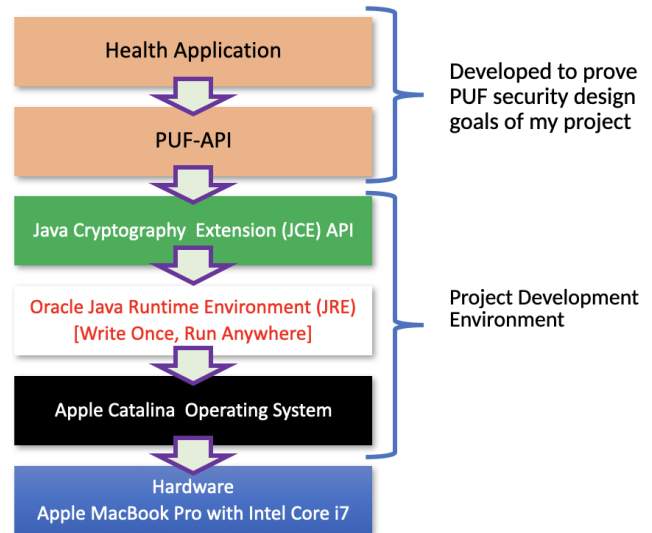 Health Application
Developed to prove
PUF security design
goals of my project
PUF-API
Java Cryptography Extension (JCE) API
Oracle Java Runtime Environment (JRE)
[Write Once, Run Anywhere]
Project Development
Environment
Apple Catalina Operating System
Hardware
Apple MacBook Pro with Intel Core i7